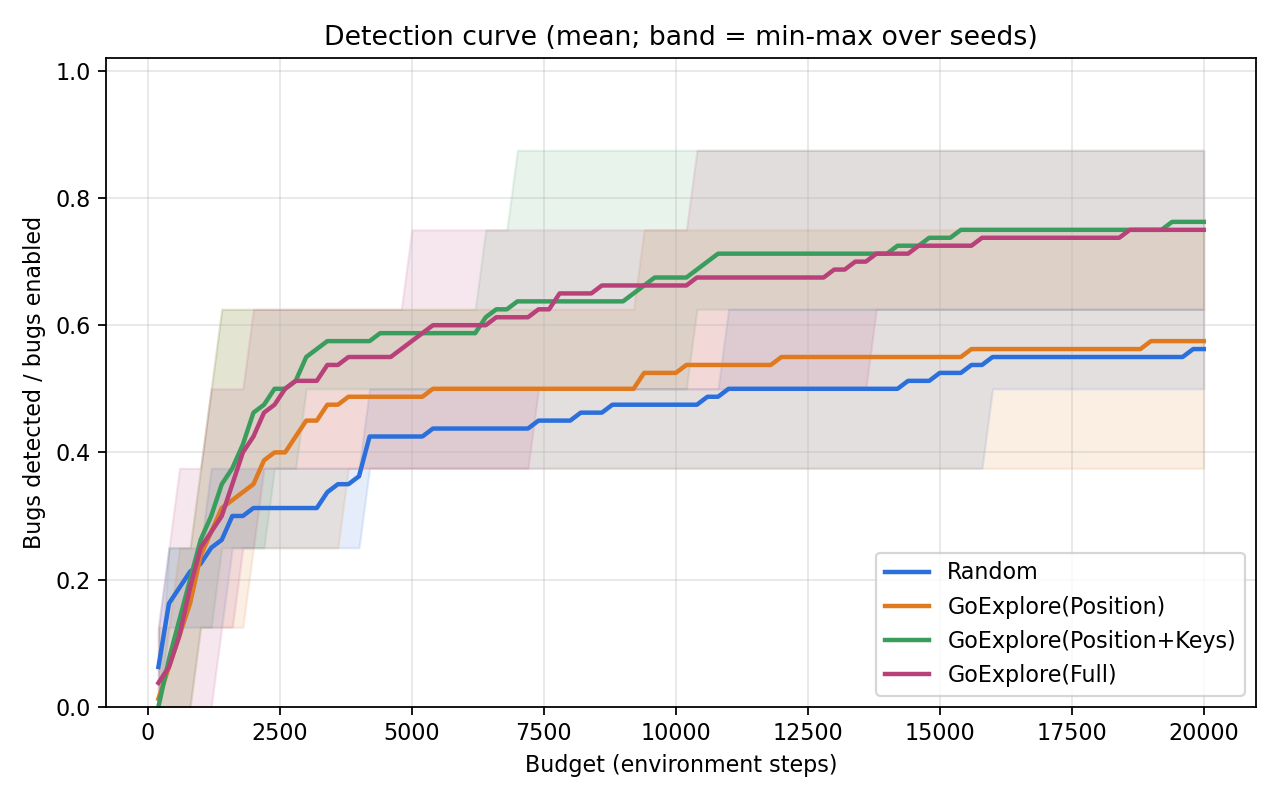 Detection curve (mean; band = min-max over seeds)
Bugs detected / bugs enabled
1.0
0.8
0.6
0.4
0.2
0.0
0 2500 5000 7500 10000 12500 15000 17500 20000
Budget (environment steps)
Random
GoExplore(Position)
GoExplore(Position+Keys)
GoExplore(Full)